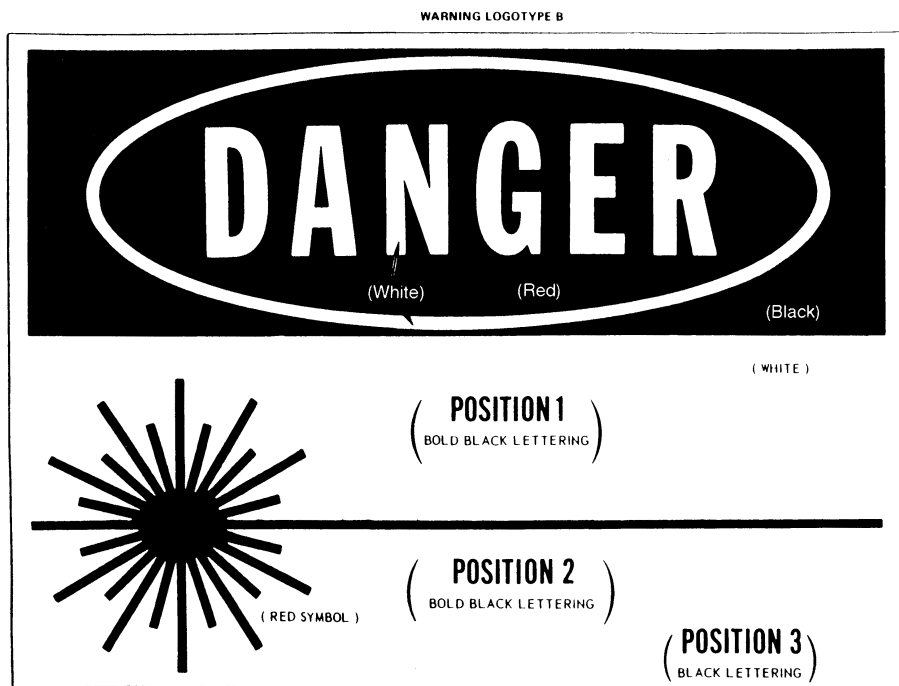 WARNING LOGOTYPE B
DANGER
(White)
(Red)
(Black)
( WHITE )
POSITION 1
BOLD BLACK LETTERING
POSITION 2
BOLD BLACK LETTERING
( RED SYMBOL )
POSITION 3
BLACK LETTERING